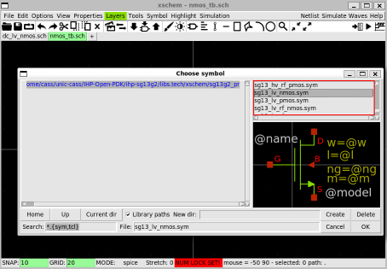 xschem - nmos_tb.sch
File Edit Options View Properties Layers Tools Symbol Highlight Simulation Netlist Simulate Waves Help
dc_lv_nmos.sch nmos_tb.sch +
Choose symbol
ome/cass/unic-cass/IHP-Open-PDK/ihp-sg13g2/libs.tech/xschem/sg13g2_pr
sg13_hv_rf_pmos.sym
sg13_lv_nmos.sym
sg13_lv_pmos.sym
sg13_lv_rf_nmos.sym
@name
D
w=@w
l=@l
G
B
ng=@ng
m=@m
S
@model
Home Up Current dir Library paths New dir: Create Delete
Search: *.{sym,tcl} File: sg13_lv_nmos.sym Cancel OK
SNAP: 10 GRID: 20 MODE: spice Stretch: 0 NUM LOCK SET! mouse = -50 90 - selected: 0 path: .